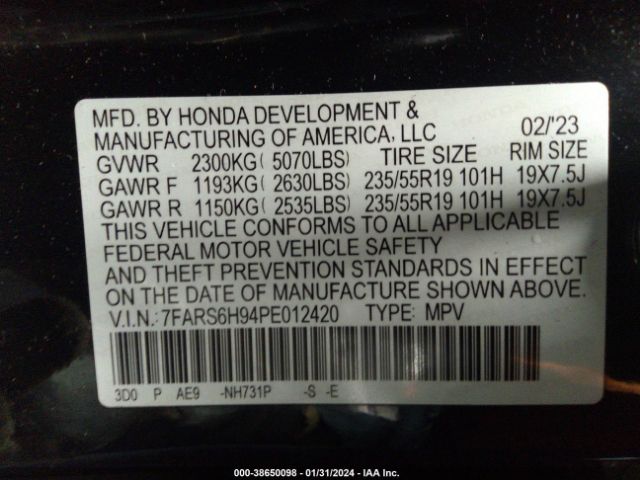 MFD. BY HONDA DEVELOPMENT &
MANUFACTURING OF AMERICA, LLC 02/'23
GVWR 2300KG( 5070LBS) TIRE SIZE RIM SIZE
GAWR F 1193KG( 2630LBS) 235/55R19 101H 19X7.5J
GAWR R 1150KG( 2535LBS) 235/55R19 101H 19X7.5J
THIS VEHICLE CONFORMS TO ALL APPLICABLE
FEDERAL MOTOR VEHICLE SAFETY
AND THEFT PREVENTION STANDARDS IN EFFECT
ON THE DATE OF MANUFACTURE SHOWN ABOVE.
V.I.N.: 7FARS6H94PE012420 TYPE: MPV
3D0 P AE9 -NH731P -S -E
000-38650098 - 01/31/2024 - IAA Inc.